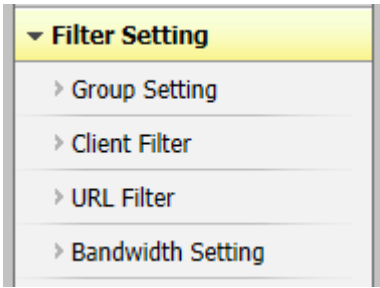 Filter Setting
Group Setting
Client Filter
URL Filter
Bandwidth Setting